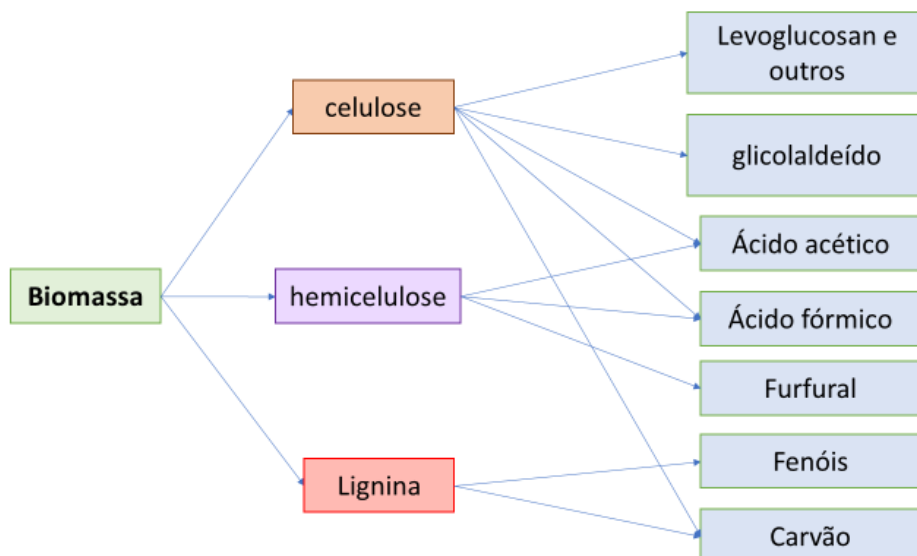 Levoglucosan e
outros
celulose
glicolaldeído
Ácido acético
Biomassa
hemicelulose
Ácido fórmico
Furfural
Lignina
Fenóis
Carvão